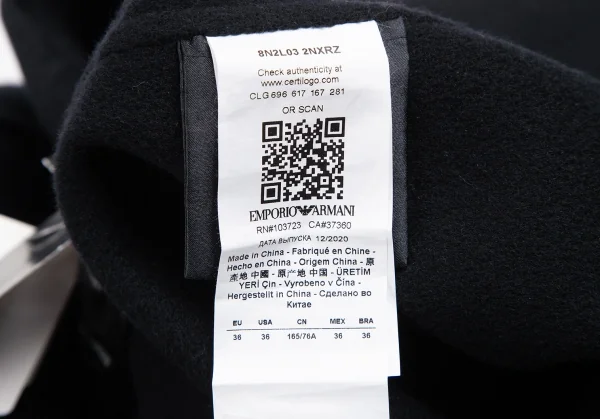 8N2L03 2NXRZ
Check authenticity at
www.certilogo.com
CLG 696 617 167 281
OR SCAN
EMPORIO ARMANI
RN#103723 CA#37360
ДАТА ВЫПУСКА 12/2020
Made in China - Fabriqué en Chine -
Hecho en China - Origem China - 原
産地 中國 - 原产地 中国 - ÜRETİM
YERİ Çin - Vyrobeno v Čína -
Hergestellt in China - Сделано во
Китае
EU USA CN MEX BRA
36 36 165/76A 36 36